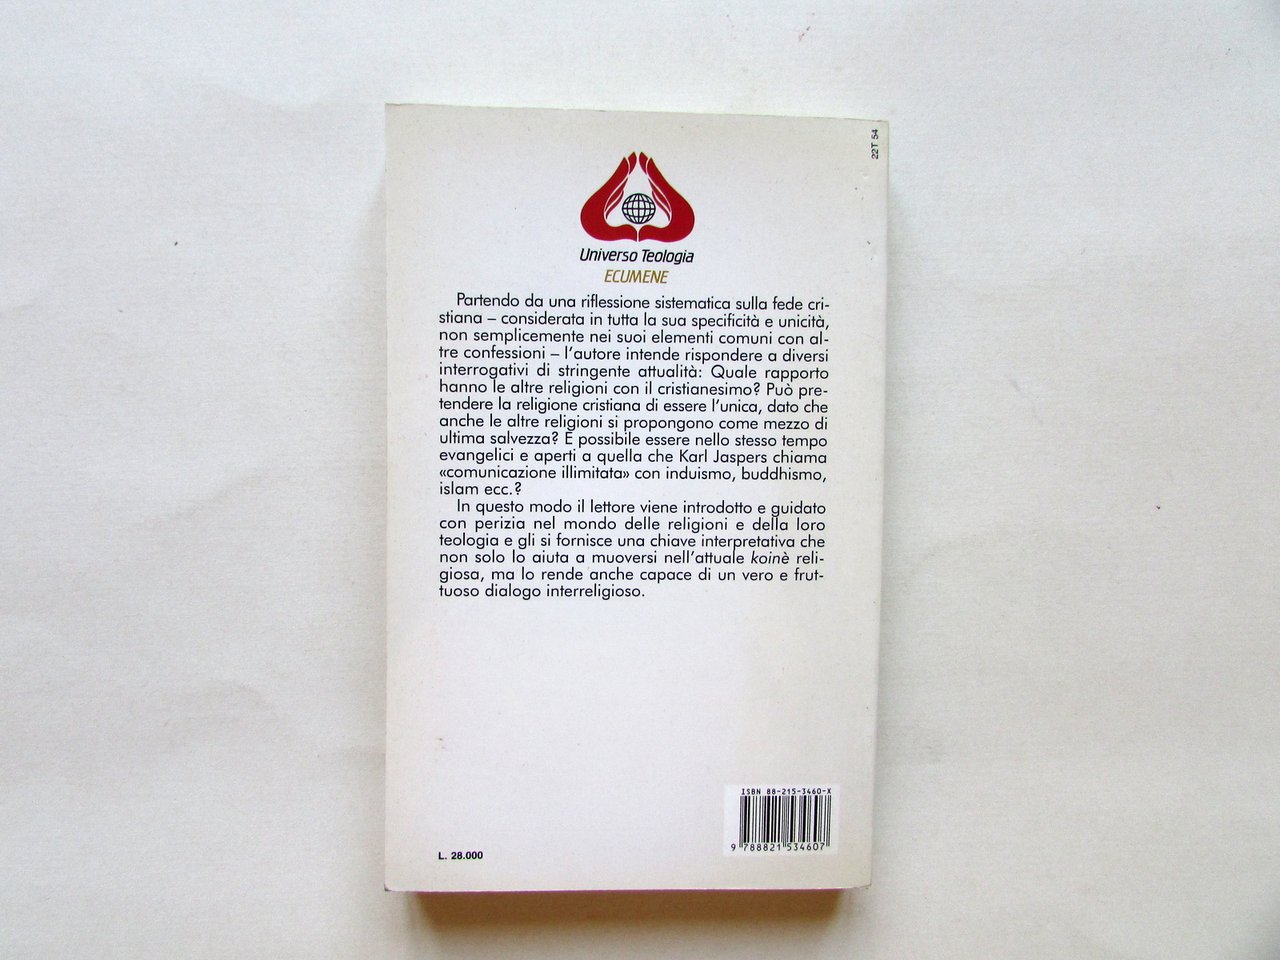 22T 54
Universo Teologia
ECUMENE
Partendo da una riflessione sistematica sulla fede cri-
stiana – considerata in tutta la sua specificità e unicità,
non semplicemente nei suoi elementi comuni con al-
tre confessioni – l'autore intende rispondere a diversi
interrogativi di stringente attualità: Quale rapporto
hanno le altre religioni con il cristianesimo? Può pre-
tendere la religione cristiana di essere l'unica, dato che
anche le altre religioni si propongono come mezzo di
ultima salvezza? E possibile essere nello stesso tempo
evangelici e aperti a quella che Karl Jaspers chiama
«comunicazione illimitata» con induismo, buddhismo,
islam ecc.?
In questo modo il lettore viene introdotto e guidato
con perizia nel mondo delle religioni e della loro
teologia e gli si fornisce una chiave interpretativa che
non solo lo aiuta a muoversi nell'attuale koinè reli-
giosa, ma lo rende anche capace di un vero e frut-
tuoso dialogo interreligioso.
ISBN 88-215-3460-X
9 788821 534607
L. 28.000